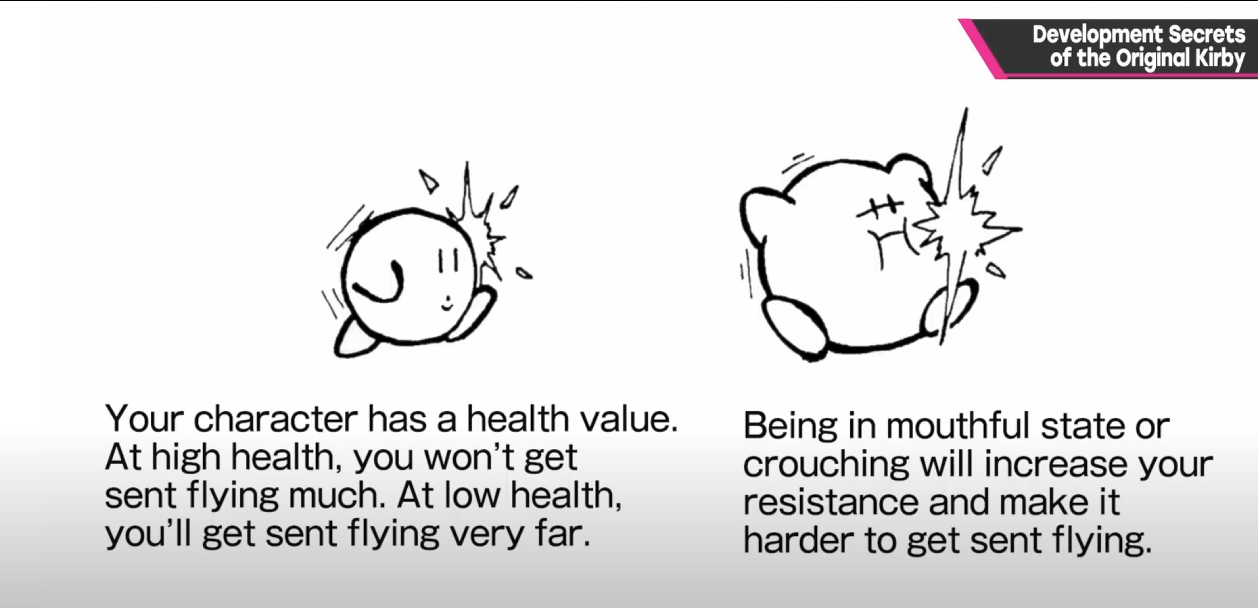 Development Secrets
of the Original Kirby
Your character has a health value.
At high health, you won't get
sent flying much. At low health,
you'll get sent flying very far.
Being in mouthful state or
crouching will increase your
resistance and make it
harder to get sent flying.